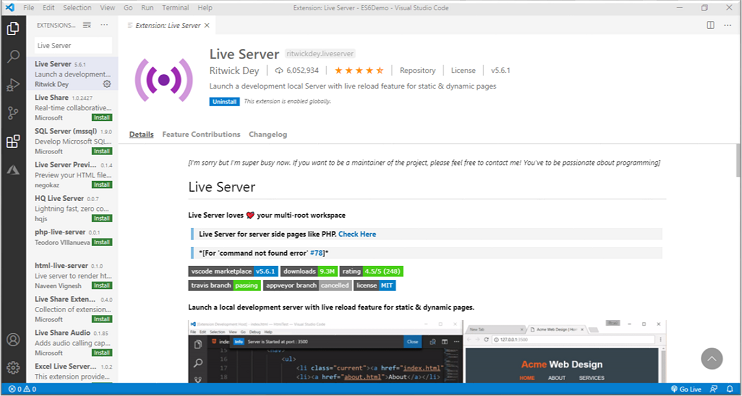 File Edit Selection View Go Run Terminal Help
Extension: Live Server - ES6Demo - Visual Studio Code
EXTENSIONS...
Live Server
Live Server 5.6.1
Launch a development...
Ritwick Dey
Live Share 1.0.2427
Real-time collaborative...
Microsoft Install
SQL Server (mssql) 1.9.0
Develop Microsoft SQL...
Microsoft Install
Live Server Previ... 0.1.4
Preview your HTML file...
negokaz Install
HQ Live Server 0.0.7
Lightning fast, zero co...
hqjs Install
php-live-server 0.0.1
Teodoro VIllanueva Install
html-live-server 0.1.0
Live server to render ht...
Naveen Vignesh Install
Live Share Exten... 0.4.0
Collection of extension...
Microsoft Install
Live Share Audio 0.1.85
Adds audio calling cap...
Microsoft Install
Excel Live Server... 1.0.2
This extension provide...
Extension: Live Server
Live Server ritwickdey.liveserver
Ritwick Dey 6.052.934 Repository License v5.6.1
Launch a development local Server with live reload feature for static & dynamic pages
Uninstall This extension is enabled globally.
Details Feature Contributions Changelog
[I'm sorry but I'm super busy now. If you want to be a maintainer of the project, please feel free to contact me! You've to be passionate about programming]
Live Server
Live Server loves your multi-root workspace
Live Server for server side pages like PHP. Check Here
*[For 'command not found error' #78]*
vscode marketplace v5.6.1 downloads 9.3M rating 4.5/5 (248)
travis branch passing appveyor branch cancelled license MIT
Launch a local development server with live reload feature for static & dynamic pages.
Info Server is Started at port : 5500 Close
15
16 <ul>
17 <li class="current"><a href="index.html"
18 <li><a href="about.html">About</a></li>
New Tab Acme Web Design | Ho
Acme Web Design
HOME ABOUT SERVICES
0 0 Go Live